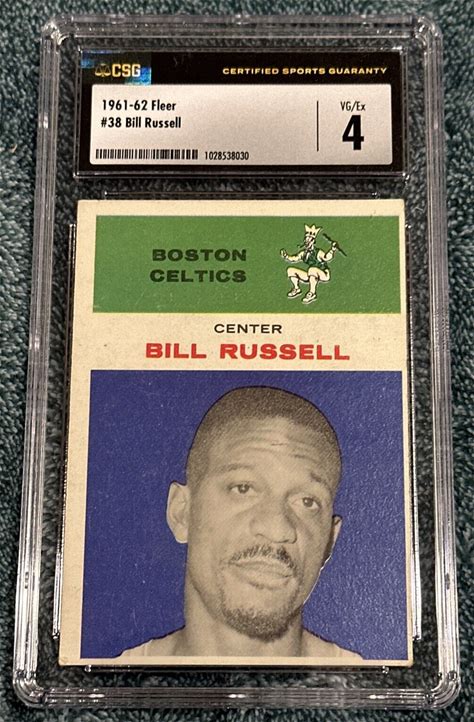 CSG
CERTIFIED SPORTS GUARANTY
1961-62 Fleer
#38 Bill Russell
VG/Ex
4
1028538030
BOSTON
CELTICS
CENTER
BILL RUSSELL